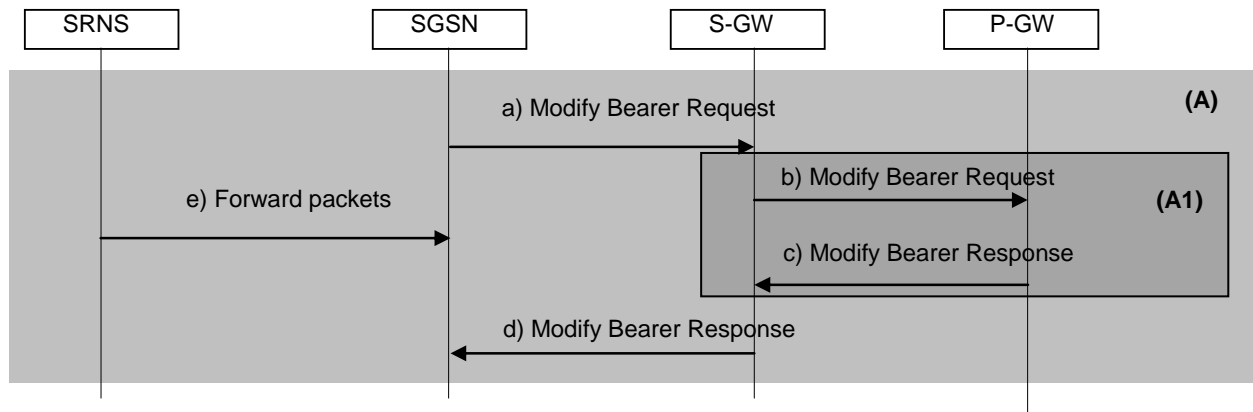 SRNS
SGSN
S-GW
P-GW
(A)
a) Modify Bearer Request
b) Modify Bearer Request
(A1)
e) Forward packets
c) Modify Bearer Response
d) Modify Bearer Response